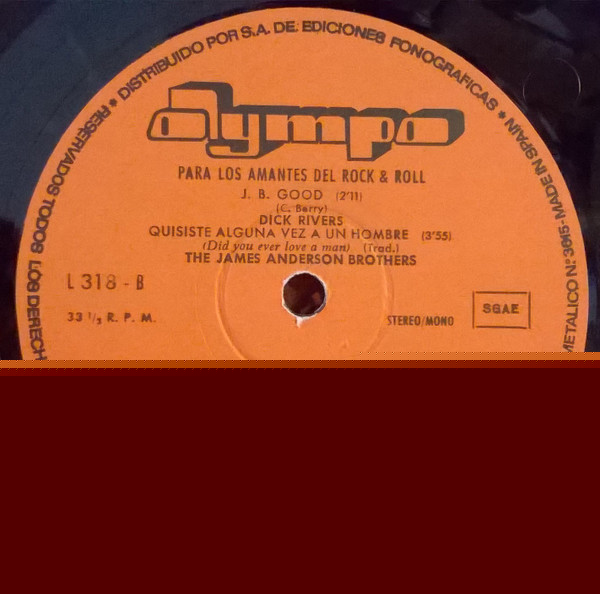 RESERVADOS TODOS LOS DERECH
* DISTRIBUIDO POR S.A. DE EDICIONES FONOGRAFICAS *
METALICO N.º 3645 - MADE IN SPAIN
Olympo
PARA LOS AMANTES DEL ROCK & ROLL
J. B. GOOD (2'11)
(C. Berry)
DICK RIVERS
QUISISTE ALGUNA VEZ A UN HOMBRE (3'55)
(Did you ever love a man) (Trad.)
THE JAMES ANDERSON BROTHERS
L 318 - B
33 1/3 R. P. M.
STEREO/MONO
SGAE